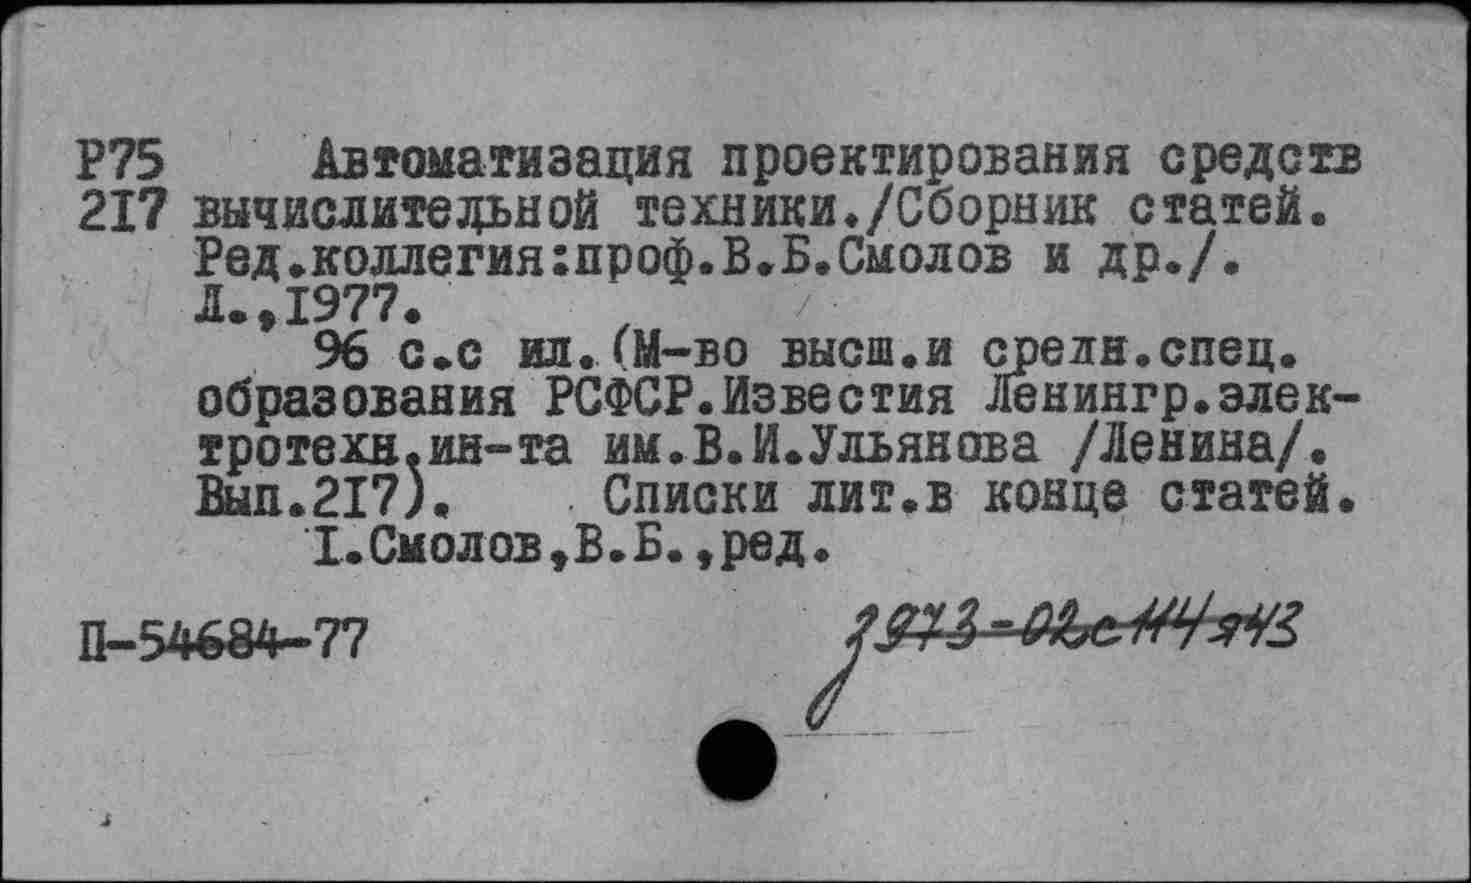 Р75 Автоматизация проектирования средств
217 вычислительной техники./Сборник статей.
Ред.коллегия:проф.В.Б.Смолов и др./.
Л.,1977.
96 с.с ил.(М-во высш.и средн.спец.
образования РСФСР.Известия Ленингр.элек-
тротехн.ин-та им.В.И.Ульянова /Ленина/.
Вып.217). Списки лит.в конце статей.
I.Смолов,В.Б.,ред.
П-54684-77